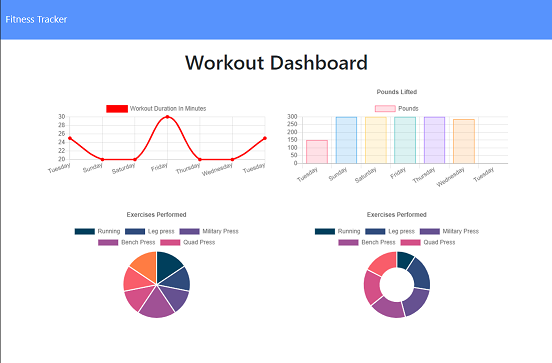 Fitness Tracker
Workout Dashboard
Workout Duration In Minutes
30
28
26
24
22
20
Tuesday Sunday Saturday Friday Thursday Wednesday Tuesday
Pounds Lifted
Pounds
300
250
200
150
100
50
0
Tuesday Sunday Saturday Friday Thursday Wednesday Tuesday
Exercises Performed
Running Leg press Military Press
Bench Press Quad Press
Exercises Performed
Running Leg press Military Press
Bench Press Quad Press